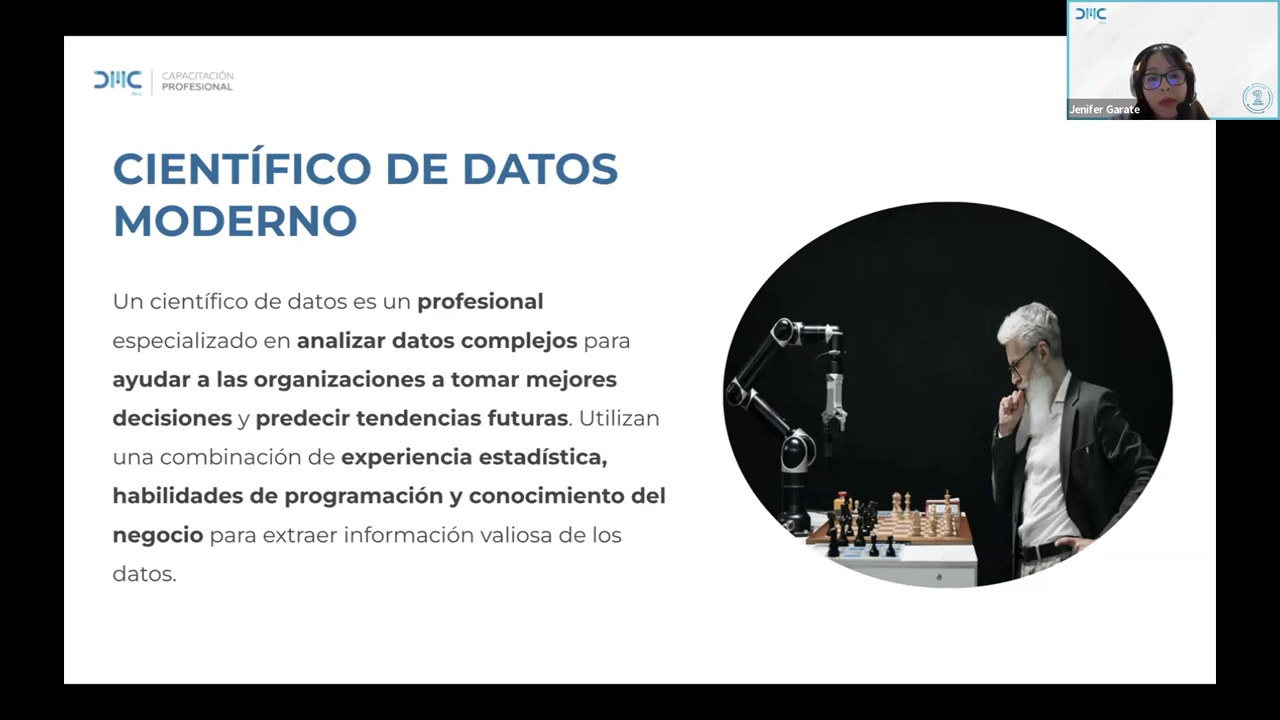 DMC
CAPACITACIÓN
PROFESIONAL
CIENTÍFICO DE DATOS
MODERNO
Un científico de datos es un profesional
especializado en analizar datos complejos para
ayudar a las organizaciones a tomar mejores
decisiones y predecir tendencias futuras. Utilizan
una combinación de experiencia estadística,
habilidades de programación y conocimiento del
negocio para extraer información valiosa de los
datos.
DMC
Jenifer Garate